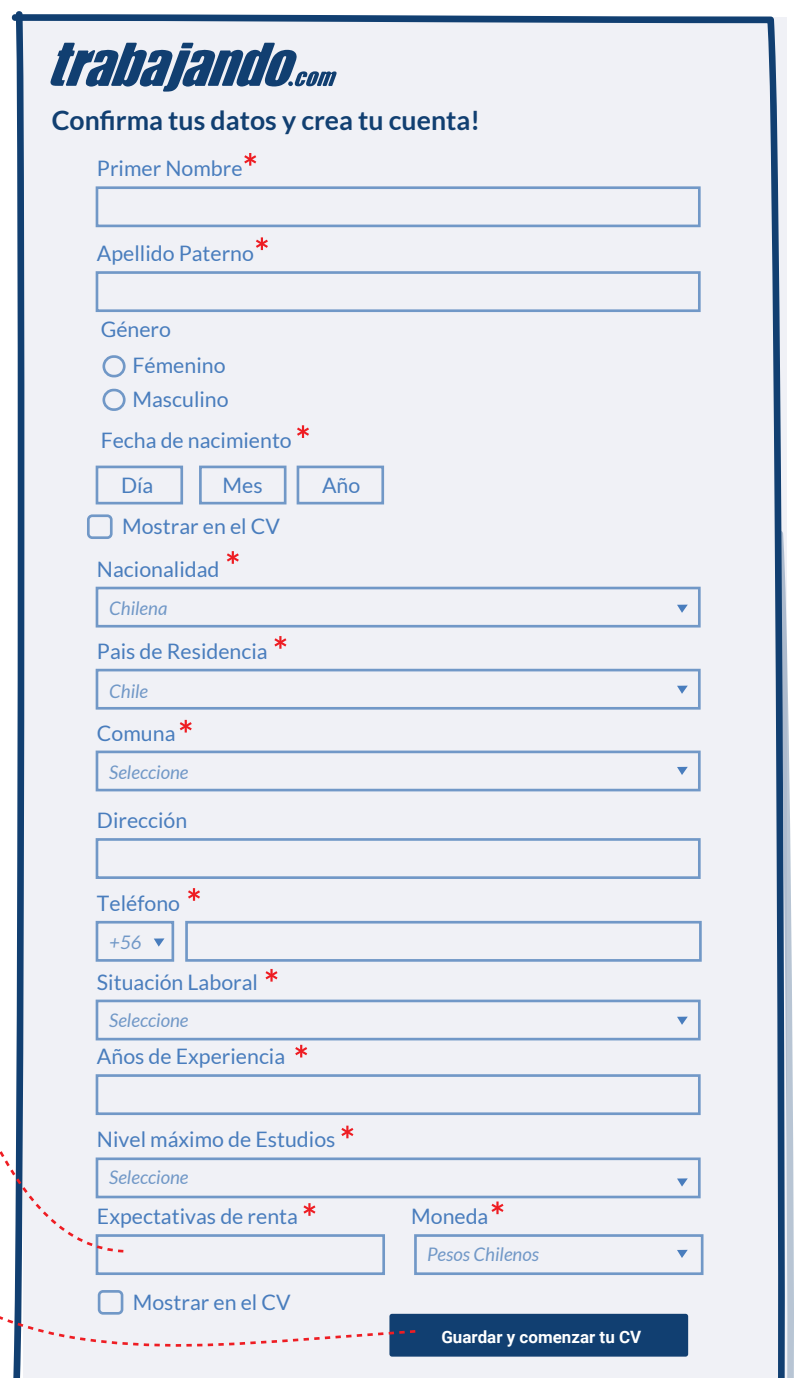 trabajando.com
Confirma tus datos y crea tu cuenta!
Primer Nombre*
Apellido Paterno*
Género
Fémenino
Masculino
Fecha de nacimiento *
Día Mes Año
Mostrar en el CV
Nacionalidad *
Chilena
Pais de Residencia *
Chile
Comuna *
Seleccione
Dirección
Teléfono *
+56
Situación Laboral *
Seleccione
Años de Experiencia *
Nivel máximo de Estudios *
Seleccione
Expectativas de renta * Moneda *
Pesos Chilenos
Mostrar en el CV
Guardar y comenzar tu CV